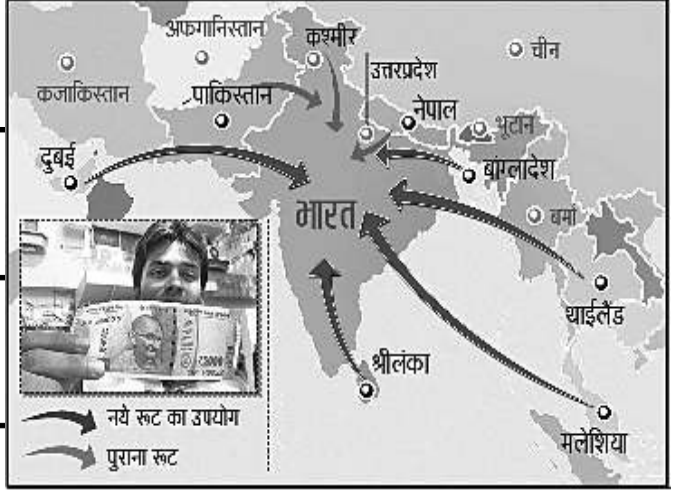 अफगानिस्तान
कश्मीर
चीन
उत्तरप्रदेश
कजाकिस्तान
पाकिस्तान
नेपाल
भूटान
दुबई
बांग्लादेश
भारत
बर्मा
थाईलैंड
श्रीलंका
नये रूट का उपयोग
पुराना रूट
मलेशिया